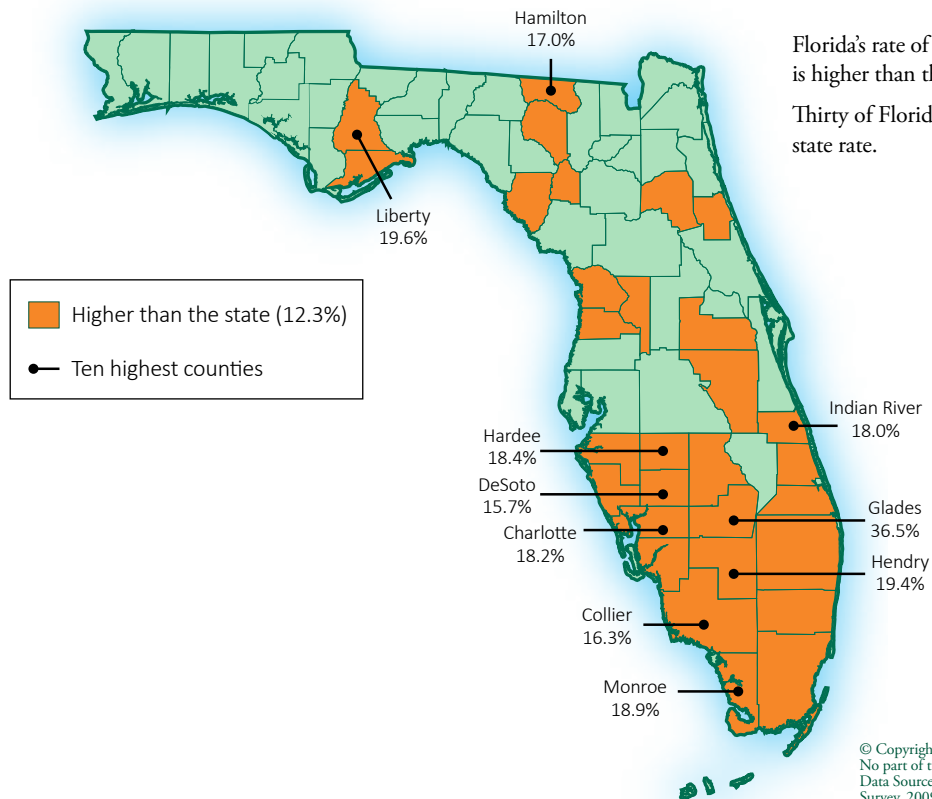 Hamilton
17.0%
Florida's rate of
is higher than th
Thirty of Florid
state rate.
Liberty
19.6%
Higher than the state (12.3%)
Ten highest counties
Indian River
18.0%
Hardee
18.4%
DeSoto
15.7%
Charlotte
18.2%
Glades
36.5%
Hendry
19.4%
Collier
16.3%
Monroe
18.9%
© Copyrigh
No part of t
Data Source
Survey, 2009